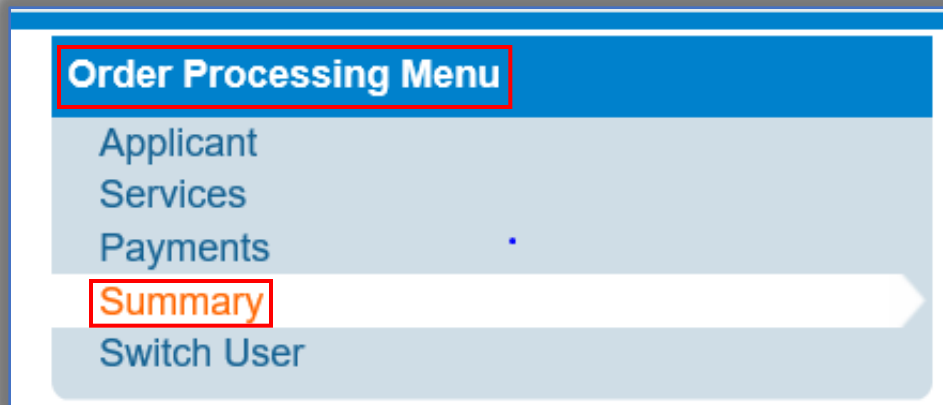 Order Processing Menu
Applicant
Services
Payments
Summary
Switch User